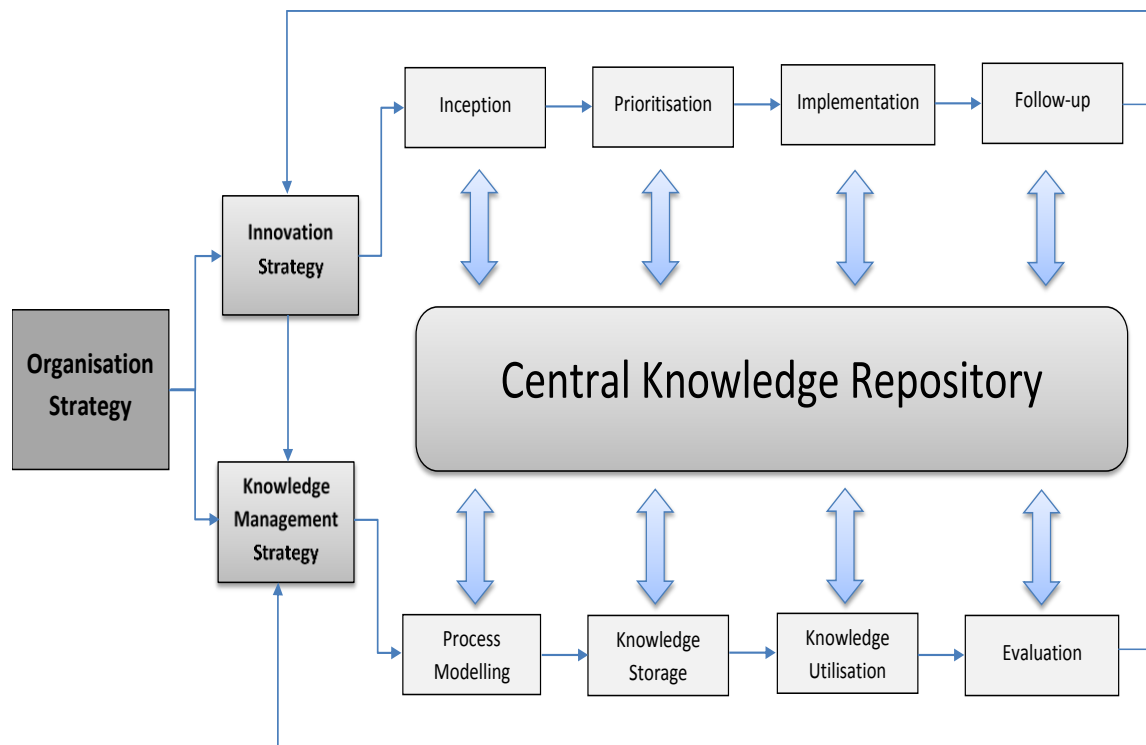 Inception
Prioritisation
Implementation
Follow-up
Innovation
Strategy
Organisation
Strategy
Central Knowledge Repository
Knowledge
Management
Strategy
Process
Modelling
Knowledge
Storage
Knowledge
Utilisation
Evaluation